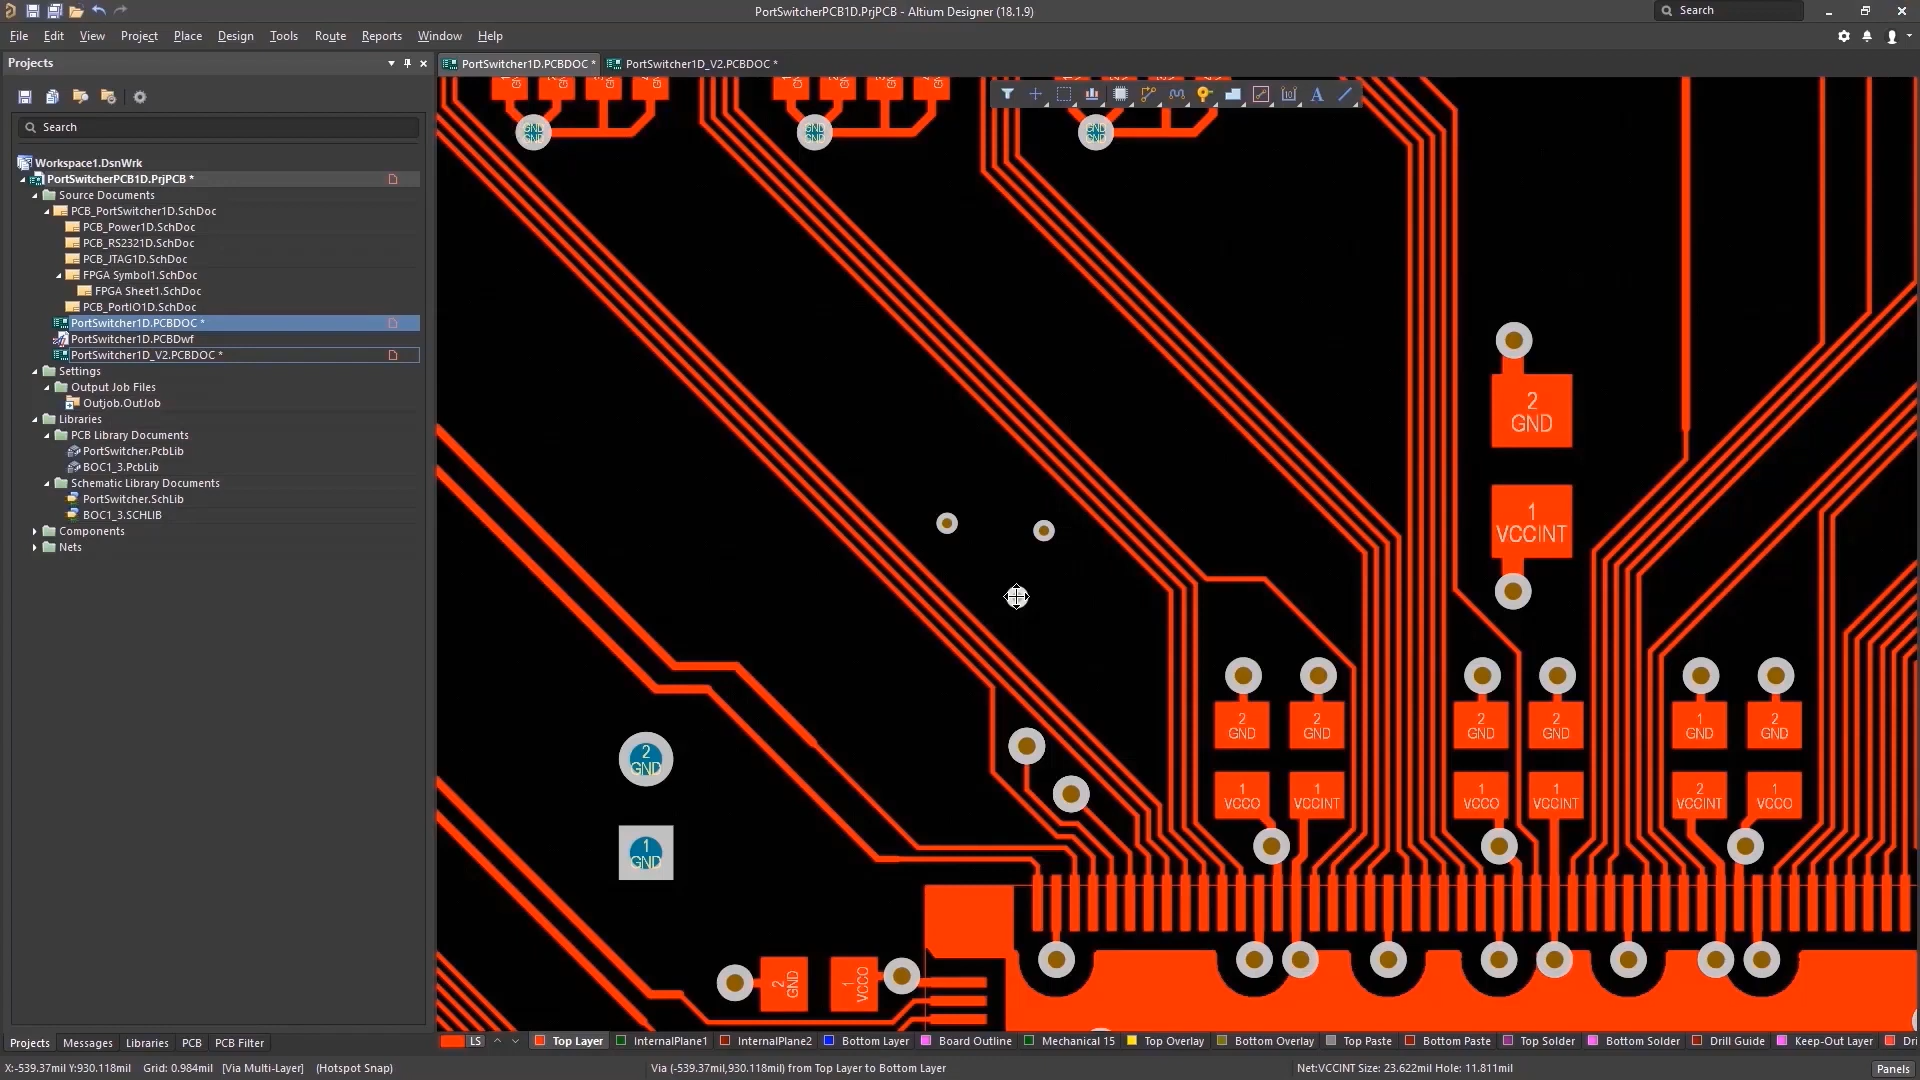 PortSwitcherPCB1D.PrjPCB - Altium Designer (18.1.9)
Search
File Edit View Project Place Design Tools Route Reports Window Help
Projects
PortSwitcher1D.PCBDOC *
PortSwitcher1D_V2.PCBDOC *
Search
Workspace1.DsnWrk
PortSwitcherPCB1D.PrjPCB *
Source Documents
PCB_PortSwitcher1D.SchDoc
PCB_Power1D.SchDoc
PCB_RS2321D.SchDoc
PCB_JTAG1D.SchDoc
FPGA Symbol1.SchDoc
FPGA Sheet1.SchDoc
PCB_PortIO1D.SchDoc
PortSwitcher1D.PCBDOC *
PortSwitcher1D.PCBDwf
PortSwitcher1D_V2.PCBDOC *
Settings
Output Job Files
Outjob.OutJob
Libraries
PCB Library Documents
PortSwitcher.PcbLib
BOC1_3.PcbLib
Schematic Library Documents
PortSwitcher.SchLib
BOC1_3.SCHLIB
Components
Nets
GND GND GND
GND GND GND
2
GND
1
VCCINT
2 2 2 2 1 2
GND GND GND GND GND GND
1 1 1 1 2 1
VCCO VCCINT VCCO VCCINT VCCINT VCCO
2
GND
1
GND
2
GND
1
VCCO
Projects Messages Libraries PCB PCB Filter
LS Top Layer InternalPlane1 InternalPlane2 Bottom Layer Board Outline Mechanical 15 Top Overlay Bottom Overlay Top Paste Bottom Paste Top Solder Bottom Solder Drill Guide Keep-Out Layer Dri
X:-539.37mil Y:930.118mil Grid: 0.984mil [Via Multi-Layer] (Hotspot Snap)
Via (-539.37mil,930.118mil) from Top Layer to Bottom Layer
Net:VCCINT Size: 23.622mil Hole: 11.811mil
Panels